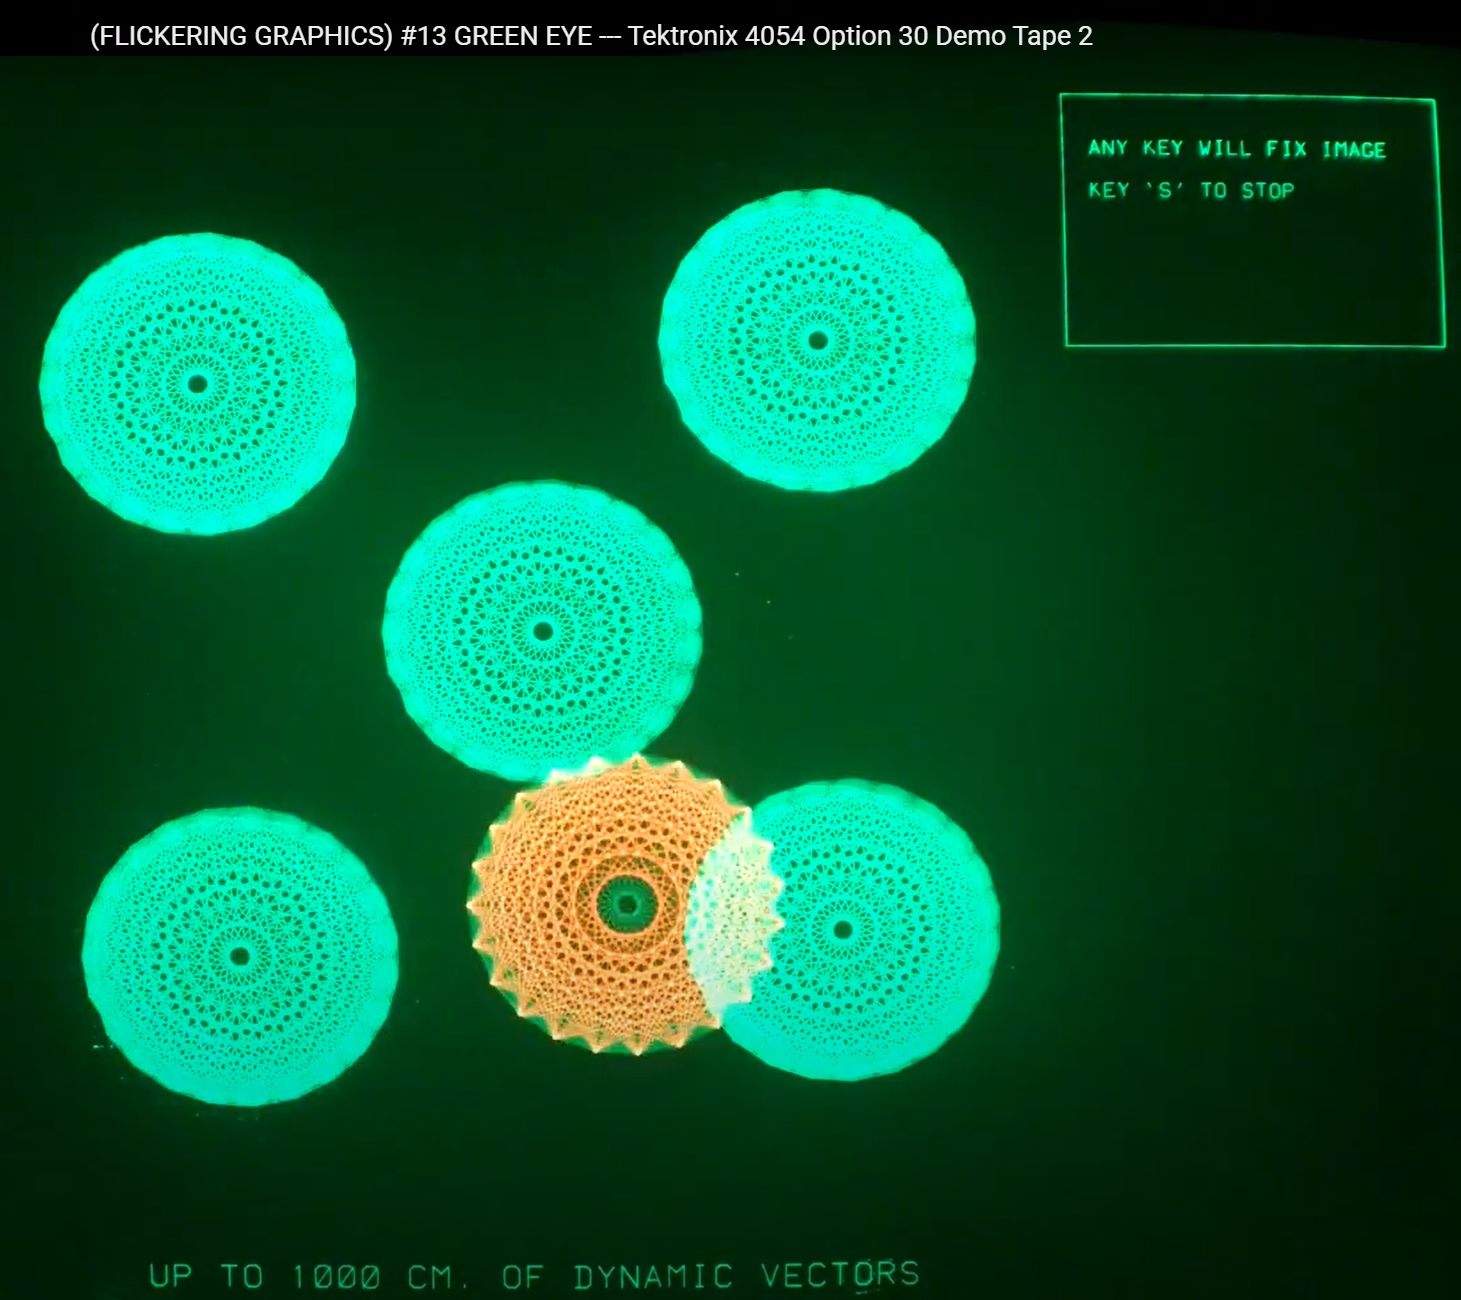 (FLICKERING GRAPHICS) #13 GREEN EYE --- Tektronix 4054 Option 30 Demo Tape 2
ANY KEY WILL FIX IMAGE
KEY 'S' TO STOP
UP TO 1000 CM. OF DYNAMIC VECTORS